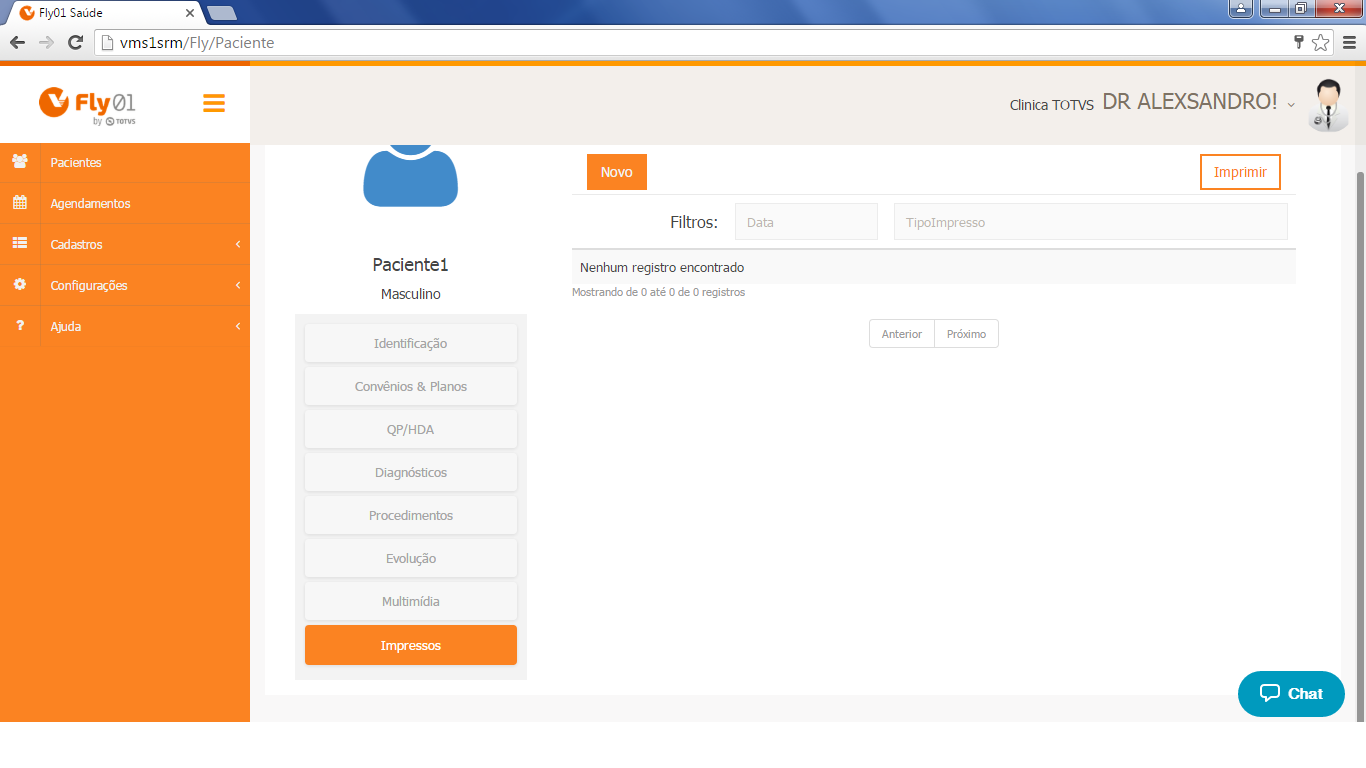 Fly01 Saúde
vms1srm/Fly/Paciente
Fly01
by TOTVS
Clinica TOTVS DR ALEXSANDRO!
Pacientes
Agendamentos
Cadastros
Configurações
Ajuda
Paciente1
Masculino
Identificação
Convênios & Planos
QP/HDA
Diagnósticos
Procedimentos
Evolução
Multimídia
Impressos
Novo
Imprimir
Filtros: Data TipoImpresso
Nenhum registro encontrado
Mostrando de 0 até 0 de 0 registros
Anterior Próximo
Chat